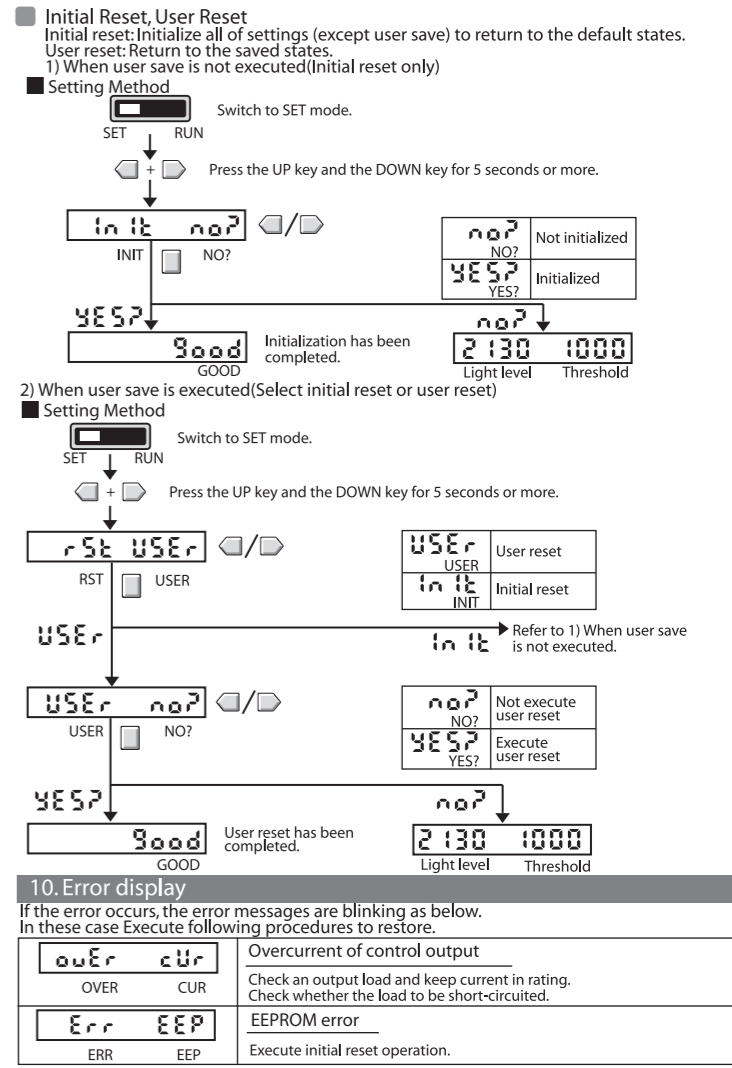 Initial Reset, User Reset
Initial reset: Initialize all of settings (except user save) to return to the default states.
User reset: Return to the saved states.
1) When user save is not executed(Initial reset only)
Setting Method
Switch to SET mode.
SET RUN
+ Press the UP key and the DOWN key for 5 seconds or more.
InIt no? /
INIT NO?
no? NO? Not initialized
YES? YES? Initialized
YES? no?
good Initialization has been completed. 2130 1000
GOOD Light level Threshold
2) When user save is executed(Select initial reset or user reset)
Setting Method
Switch to SET mode.
SET RUN
+ Press the UP key and the DOWN key for 5 seconds or more.
rSt USEr /
RST USER
USEr USER User reset
InIt INIT Initial reset
USEr InIt Refer to 1) When user save
is not executed.
USEr no? /
USER NO?
no? NO? Not execute user reset
YES? YES? Execute user reset
YES? no?
good User reset has been completed. 2130 1000
GOOD Light level Threshold
10. Error display
If the error occurs, the error messages are blinking as below.
In these case Execute following procedures to restore.
ovEr cUr Overcurrent of control output
OVER CUR Check an output load and keep current in rating.
Check whether the load to be short-circuited.
Err EEP EEPROM error
ERR EEP Execute initial reset operation.